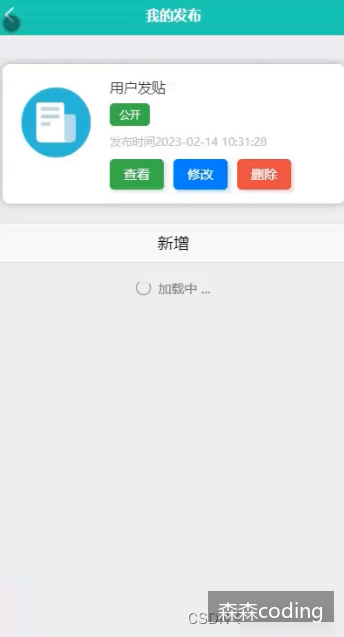 我的发布
用户发贴
公开
发布时间2023-02-14 10:31:28
查看 修改 删除
新增
加载中 ...
CSDN
森森coding